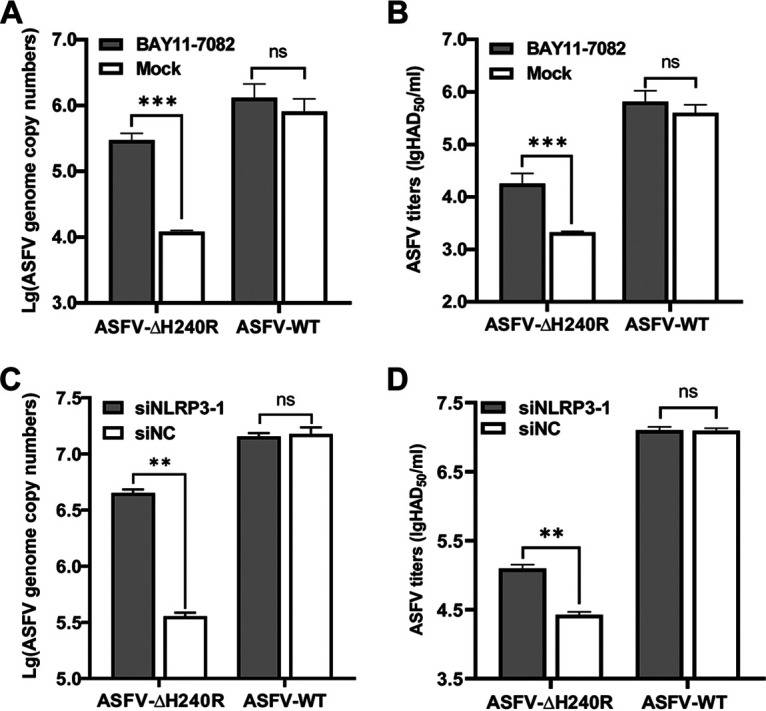 A
Lg(ASFV genome copy numbers)
7.0
6.0
5.0
4.0
3.0
BAY11-7082
Mock
***
ns
ASFV-ΔH240R
ASFV-WT
B
ASFV titers (lgHAD50/ml)
7.0
6.0
5.0
4.0
3.0
2.0
BAY11-7082
Mock
***
ns
ASFV-ΔH240R
ASFV-WT
C
Lg(ASFV genome copy numbers)
7.5
7.0
6.5
6.0
5.5
5.0
siNLRP3-1
siNC
**
ns
ASFV-ΔH240R
ASFV-WT
D
ASFV titers (lgHAD50/ml)
7.5
6.5
5.5
4.5
3.5
siNLRP3-1
siNC
**
ns
ASFV-ΔH240R
ASFV-WT